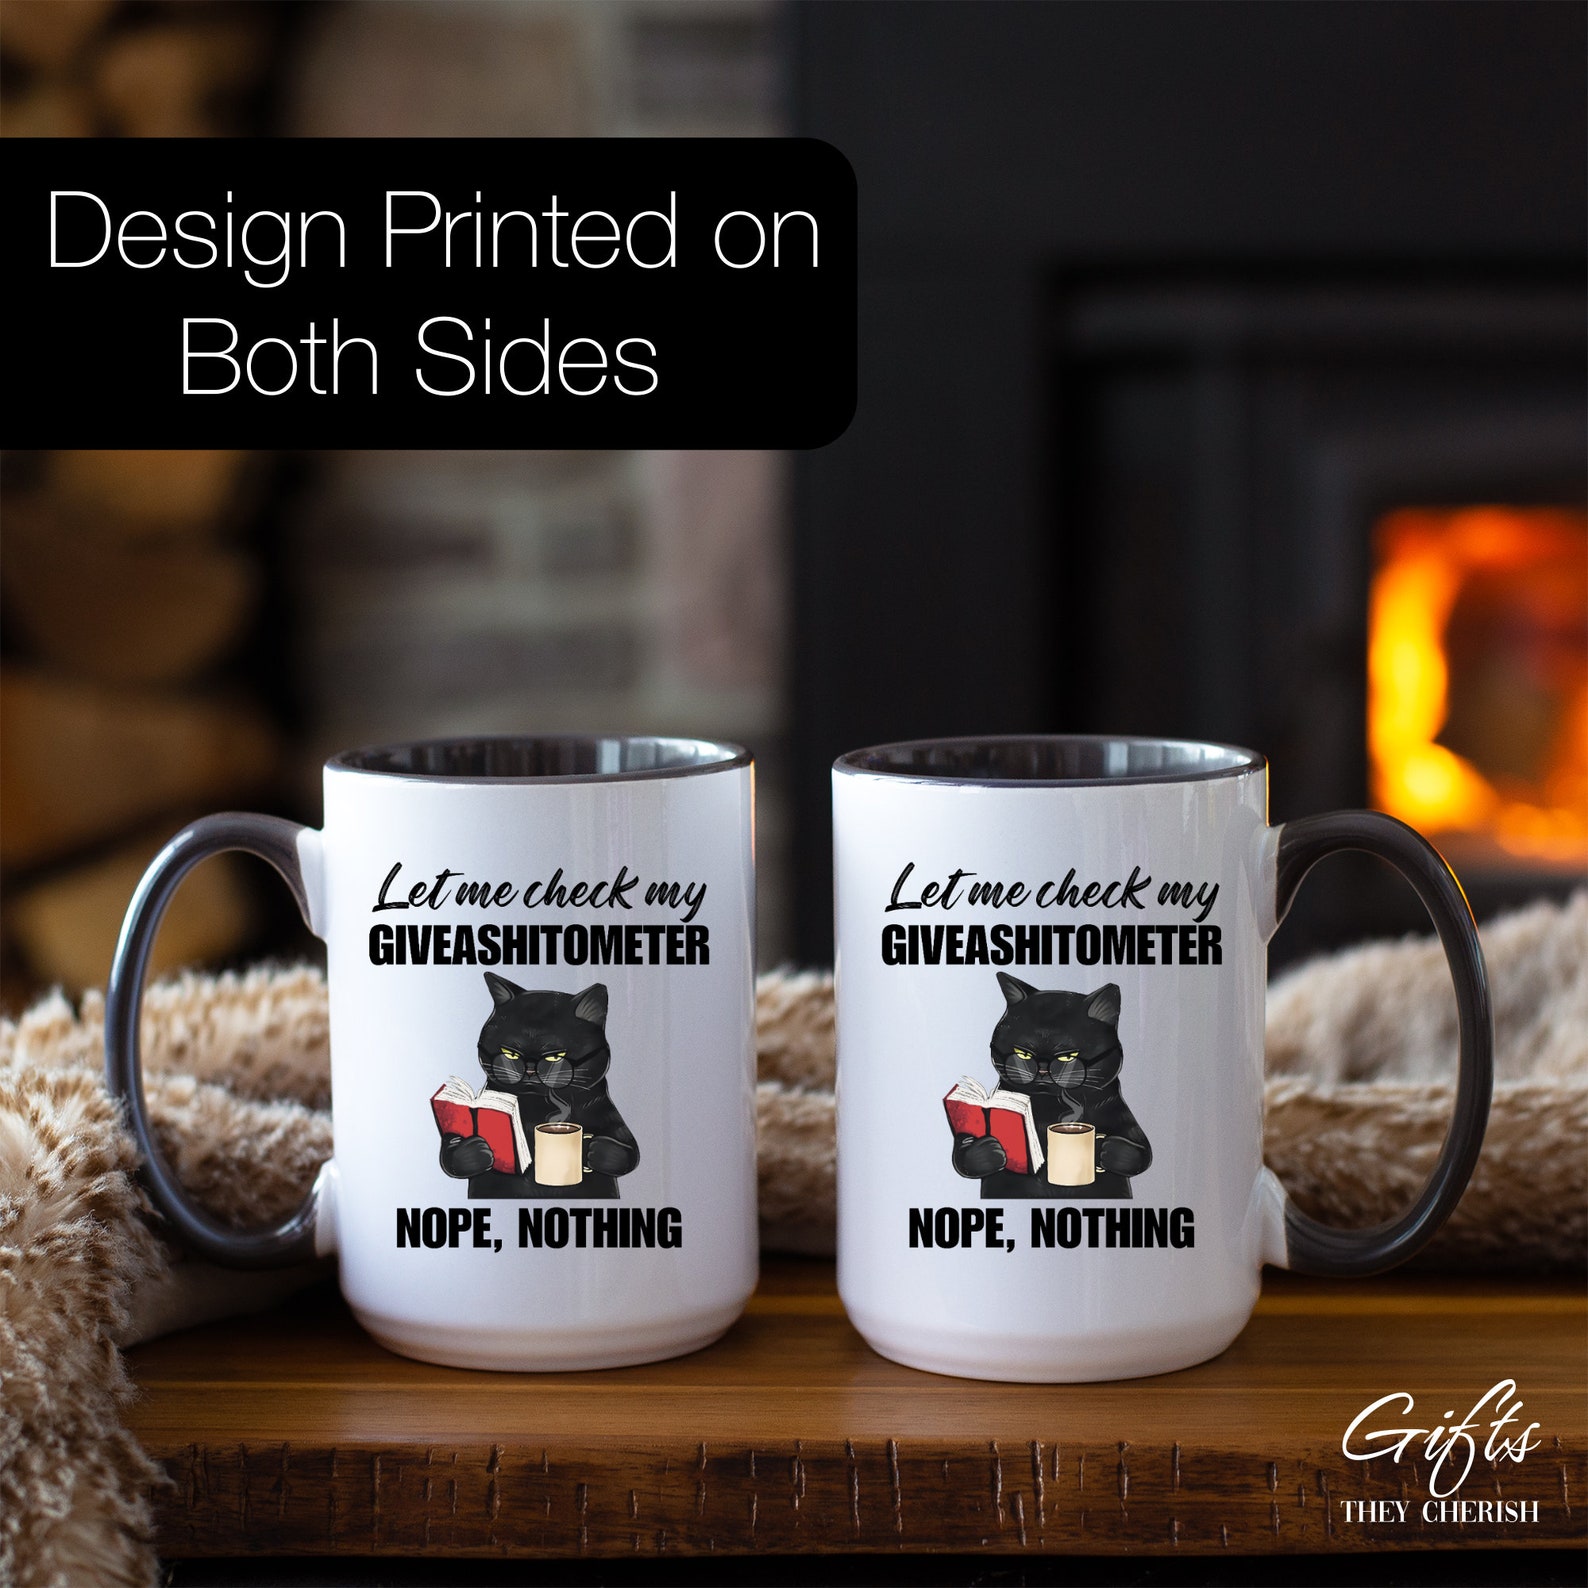 Design Printed on
Both Sides
Let me check my
GIVEASHITOMETER
NOPE, NOTHING
Let me check my
GIVEASHITOMETER
NOPE, NOTHING
Gifts
THEY CHERISH